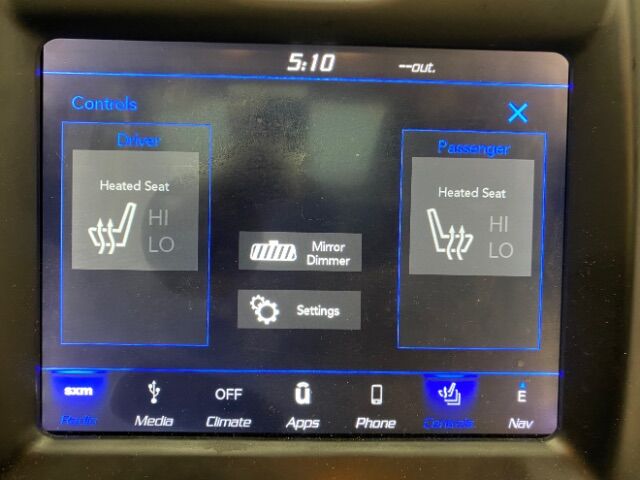 5:10 --out.
Controls
Driver
Passenger
Heated Seat
HI
LO
Heated Seat
HI
LO
Mirror
Dimmer
Settings
sxm OFF ū E
Radio Media Climate Apps Phone Controls Nav